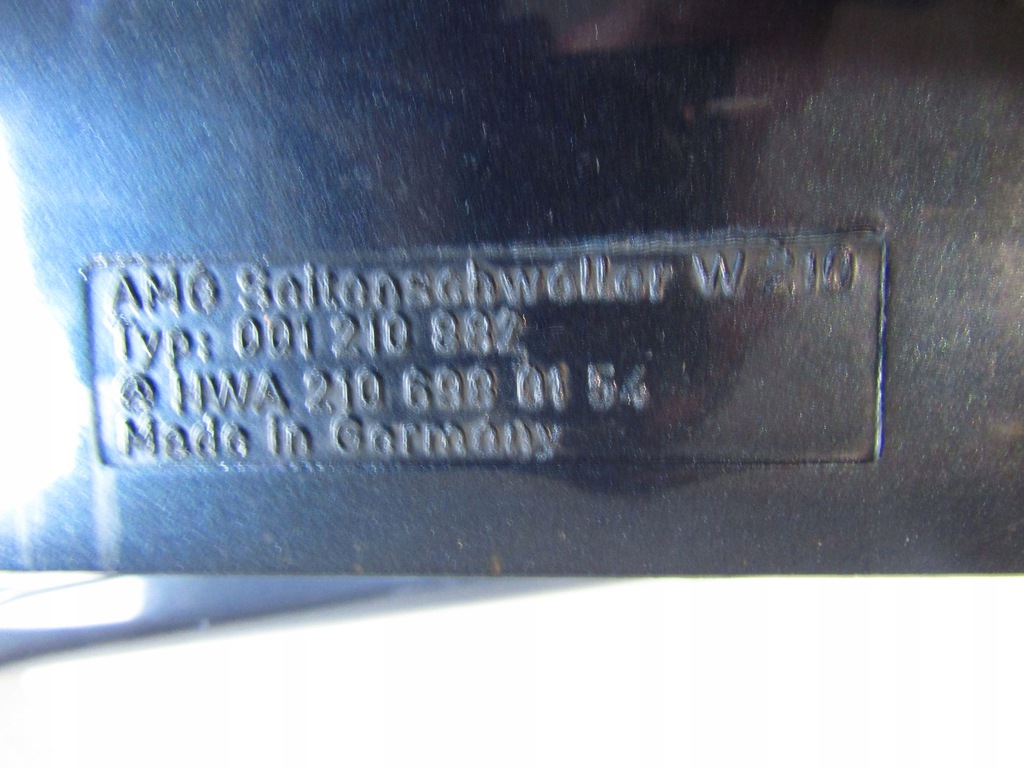 AMG Seitenschweller W 210
Typ: 001 210 882
HWA 210 698 01 54
Made in Germany